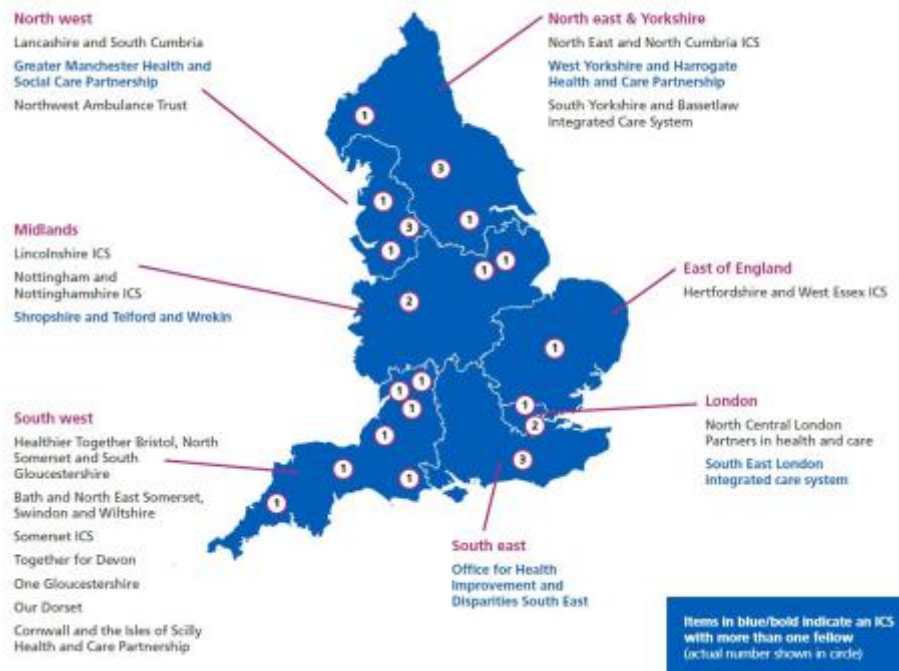 North west
Lancashire and South Cumbria
Greater Manchester Health and
Social Care Partnership
Northwest Ambulance Trust
North east & Yorkshire
North East and North Cumbria ICS
West Yorkshire and Harrogate
Health and Care Partnership
South Yorkshire and Bassetlaw
Integrated Care System
Midlands
Lincolnshire ICS
Nottingham and
Nottinghamshire ICS
Shropshire and Telford and Wrekin
East of England
Hertfordshire and West Essex ICS
South west
Healthier Together Bristol, North
Somerset and South
Gloucestershire
Bath and North East Somerset,
Swindon and Wiltshire
Somerset ICS
Together for Devon
One Gloucestershire
Our Dorset
Cornwall and the Isles of Scilly
Health and Care Partnership
London
North Central London
Partners in health and care
South East London
Integrated care system
South east
Office for Health
Improvement and
Disparities South East
1
3
1
1
3
1
1
1
2
1
1
1
1
1
1
2
3
1
1
1
Items in blue/bold indicate an ICS
with more than one fellow
(actual number shown in circle)